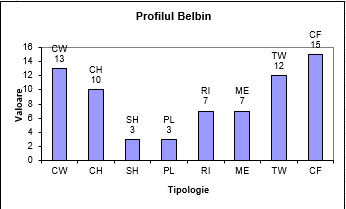 Profilul Belbin
Valoare
16
14
12
10
8
6
4
2
0
CW
13
CH
10
SH
3
PL
3
RI
7
ME
7
TW
12
CF
15
CW CH SH PL RI ME TW CF
Tipologie